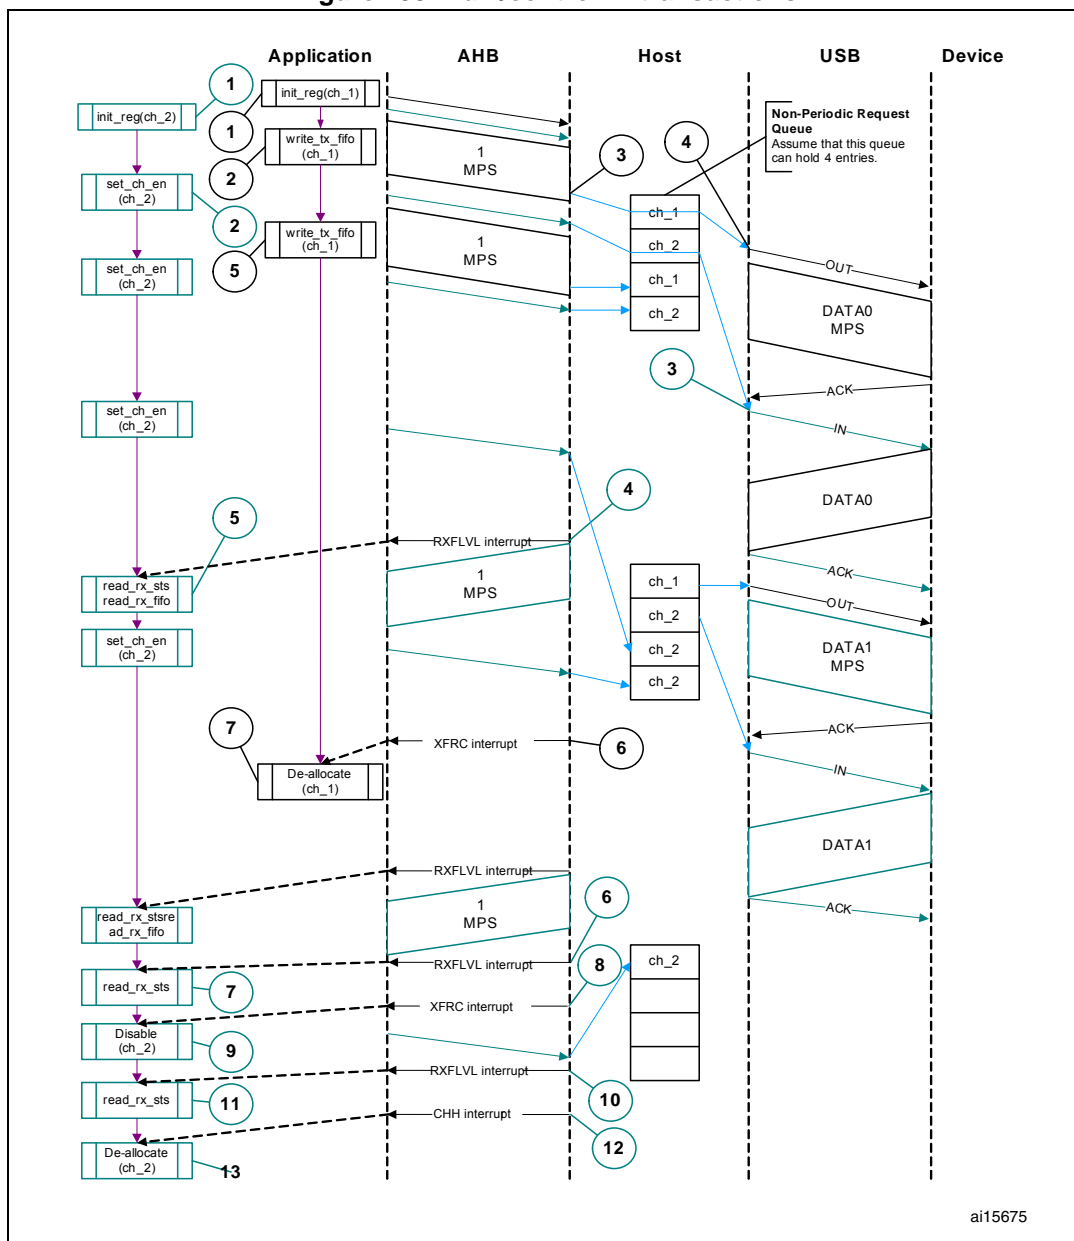 Application AHB Host USB Device
1
init_reg(ch_1)
init_reg(ch_2)
1
Non-Periodic Request
Queue
Assume that this queue
can hold 4 entries.
write_tx_fifo
(ch_1)
1
MPS
3
4
2
set_ch_en
(ch_2)
2
ch_1
write_tx_fifo
(ch_1)
1
MPS
ch_2
5
OUT
set_ch_en
(ch_2)
ch_1
ch_2
DATA0
MPS
3
ACK
set_ch_en
(ch_2)
IN
4
DATA0
5
RXFLVL interrupt
read_rx_sts
read_rx_fifo
1
MPS
ch_1
ACK
OUT
ch_2
set_ch_en
(ch_2)
ch_2
DATA1
MPS
ch_2
7
XFRC interrupt
6
ACK
IN
De-allocate
(ch_1)
DATA1
RXFLVL interrupt
6
read_rx_stsre
ad_rx_fifo
1
MPS
ACK
RXFLVL interrupt
8
ch_2
read_rx_sts
7
XFRC interrupt
Disable
(ch_2)
9
RXFLVL interrupt
read_rx_sts
11
10
CHH interrupt
12
De-allocate
(ch_2)
13
ai15675